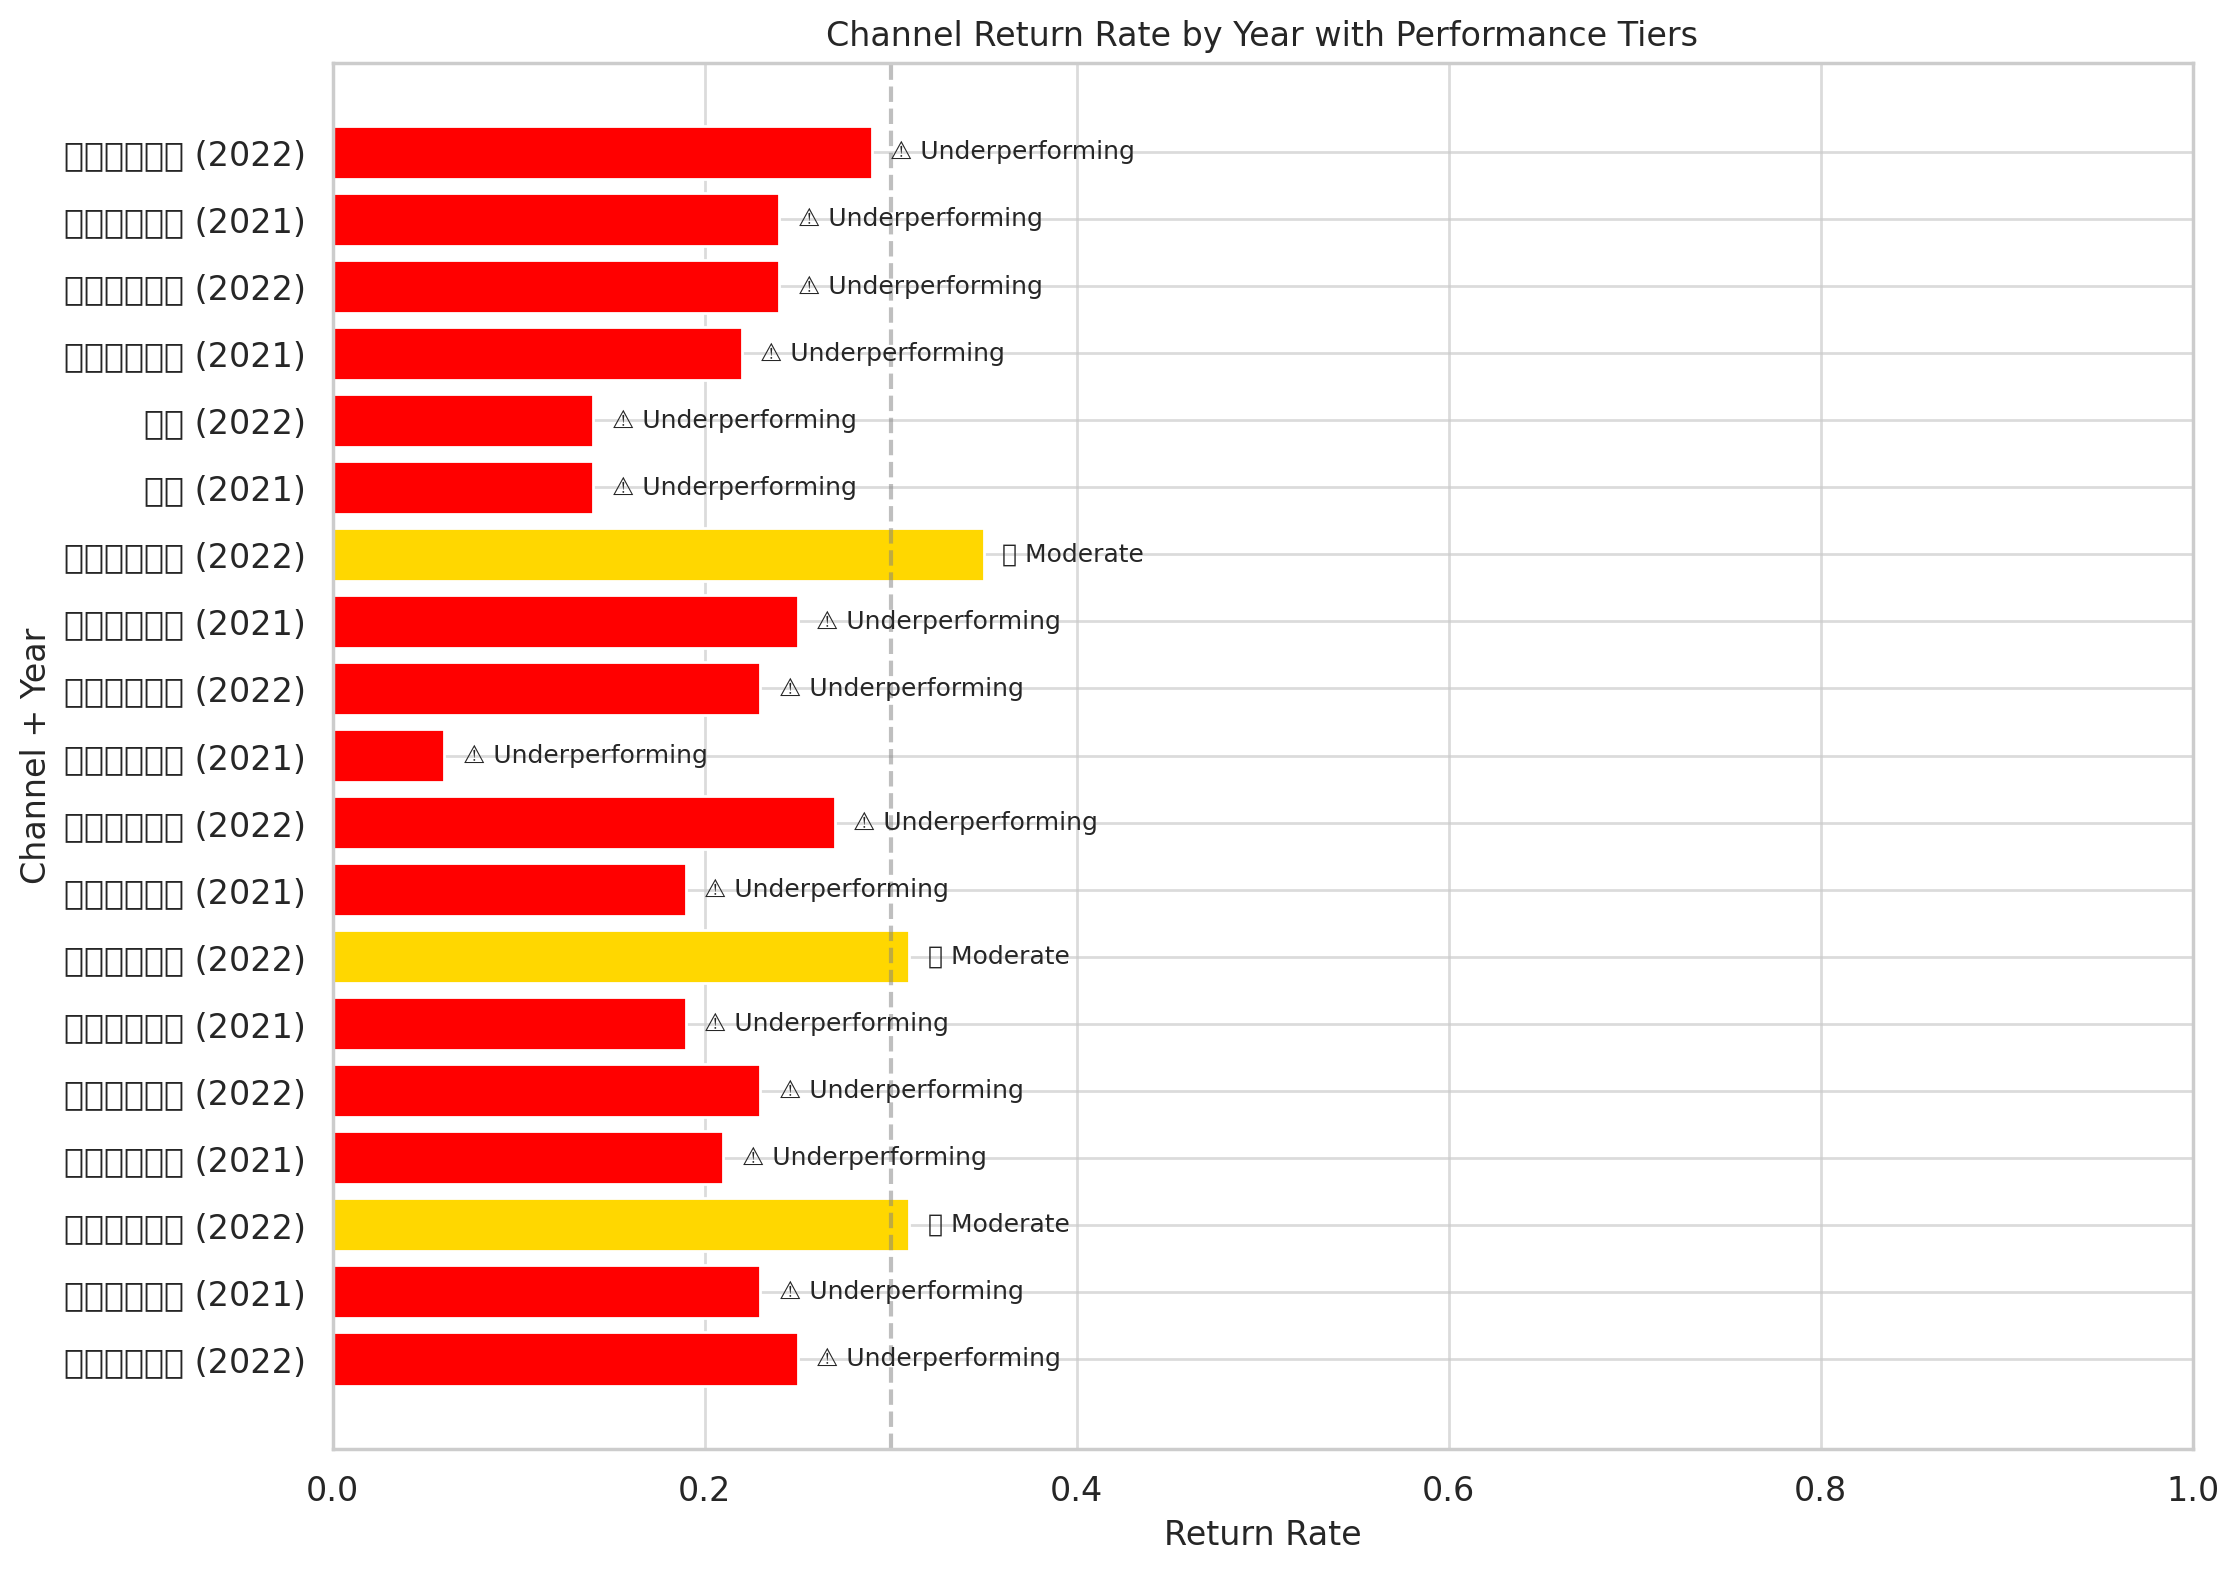 Channel Return Rate by Year with Performance Tiers
(2022) ⚠ Underperforming
(2021) ⚠ Underperforming
(2022) ⚠ Underperforming
(2021) ⚠ Underperforming
(2022) ⚠ Underperforming
(2021) ⚠ Underperforming
(2022) Moderate
(2021) ⚠ Underperforming
(2022) ⚠ Underperforming
(2021) ⚠ Underperforming
(2022) ⚠ Underperforming
(2021) ⚠ Underperforming
(2022) Moderate
(2021) ⚠ Underperforming
(2022) ⚠ Underperforming
(2021) ⚠ Underperforming
(2022) Moderate
(2021) ⚠ Underperforming
(2022) ⚠ Underperforming
Channel + Year
0.0 0.2 0.4 0.6 0.8 1.0
Return Rate